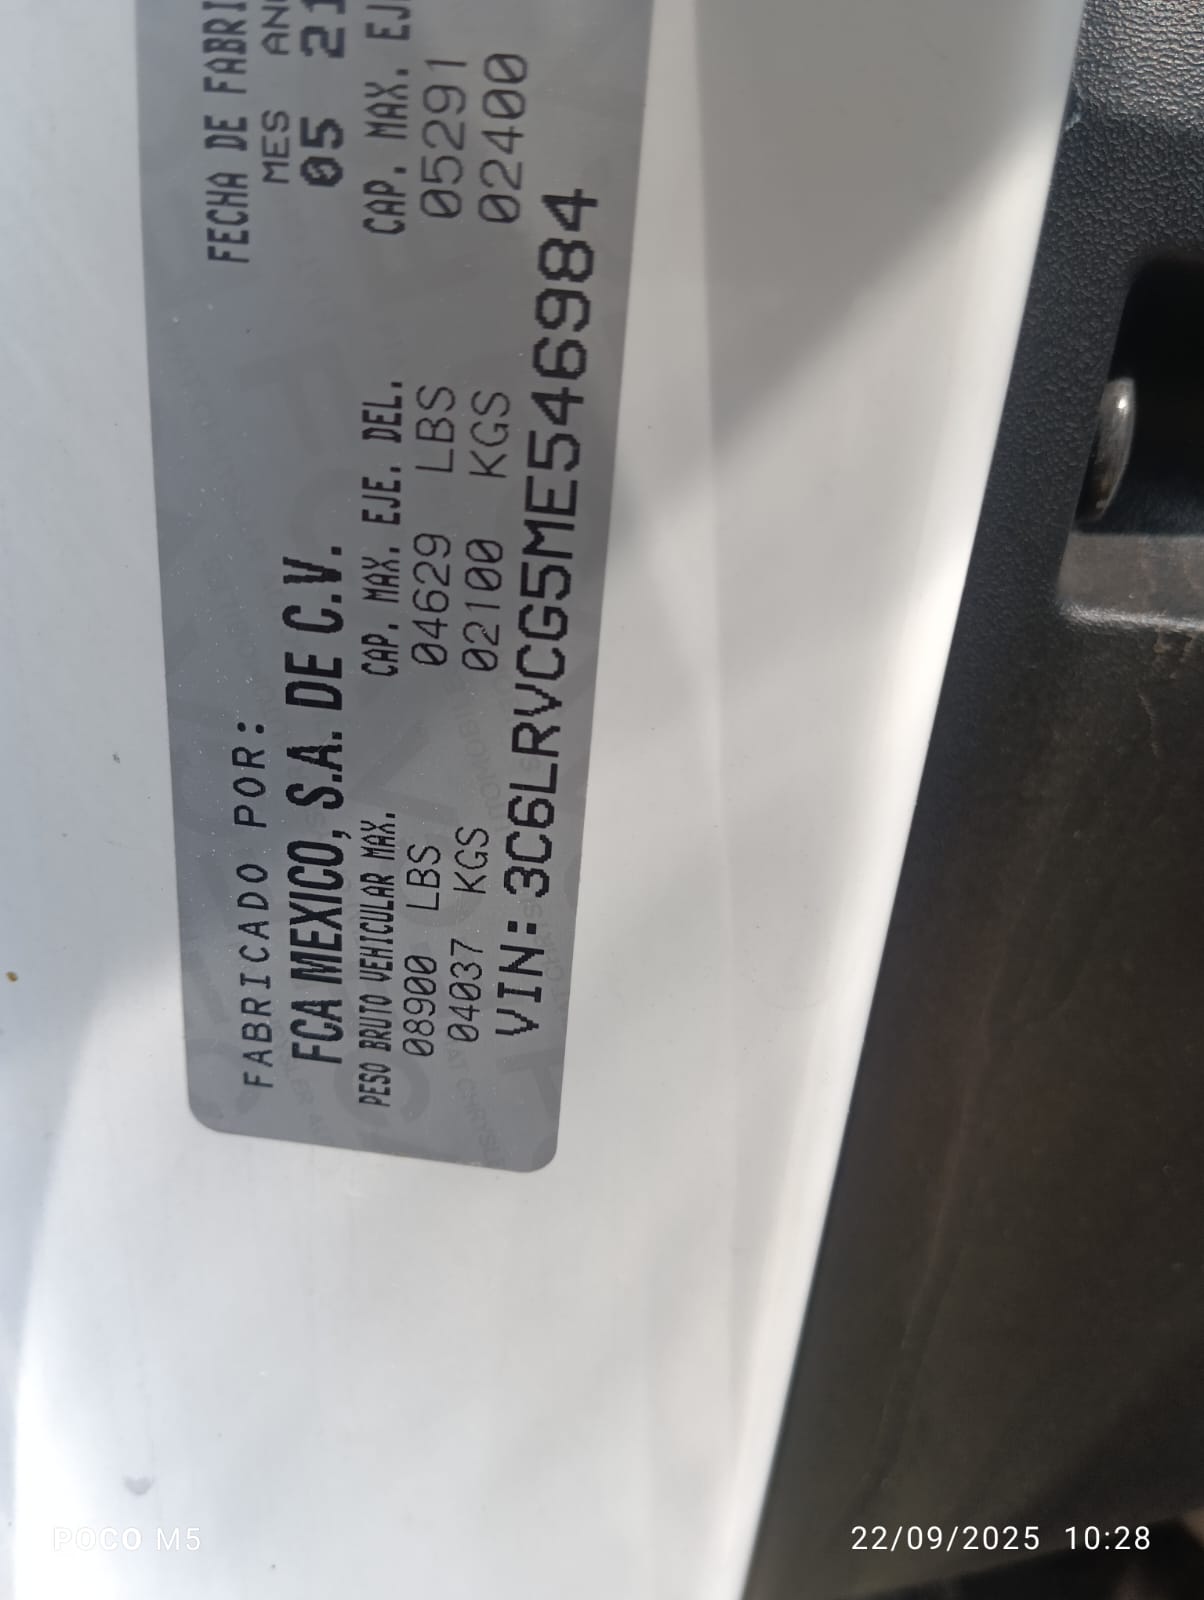 FABRICADO POR:
FECHA DE FABRI
FCA MEXICO, S.A. DE C.V.
MES
05 21
PESO BRUTO VEHICULAR MAX.
CAP. MAX. EJE. DEL.
CAP. MAX. EJ
08900 LBS
04629 LBS
05291
04037 KGS
02100 KGS
02400
VIN:3C6LRVCG5ME546984
POCO M5
22/09/2025 10:28